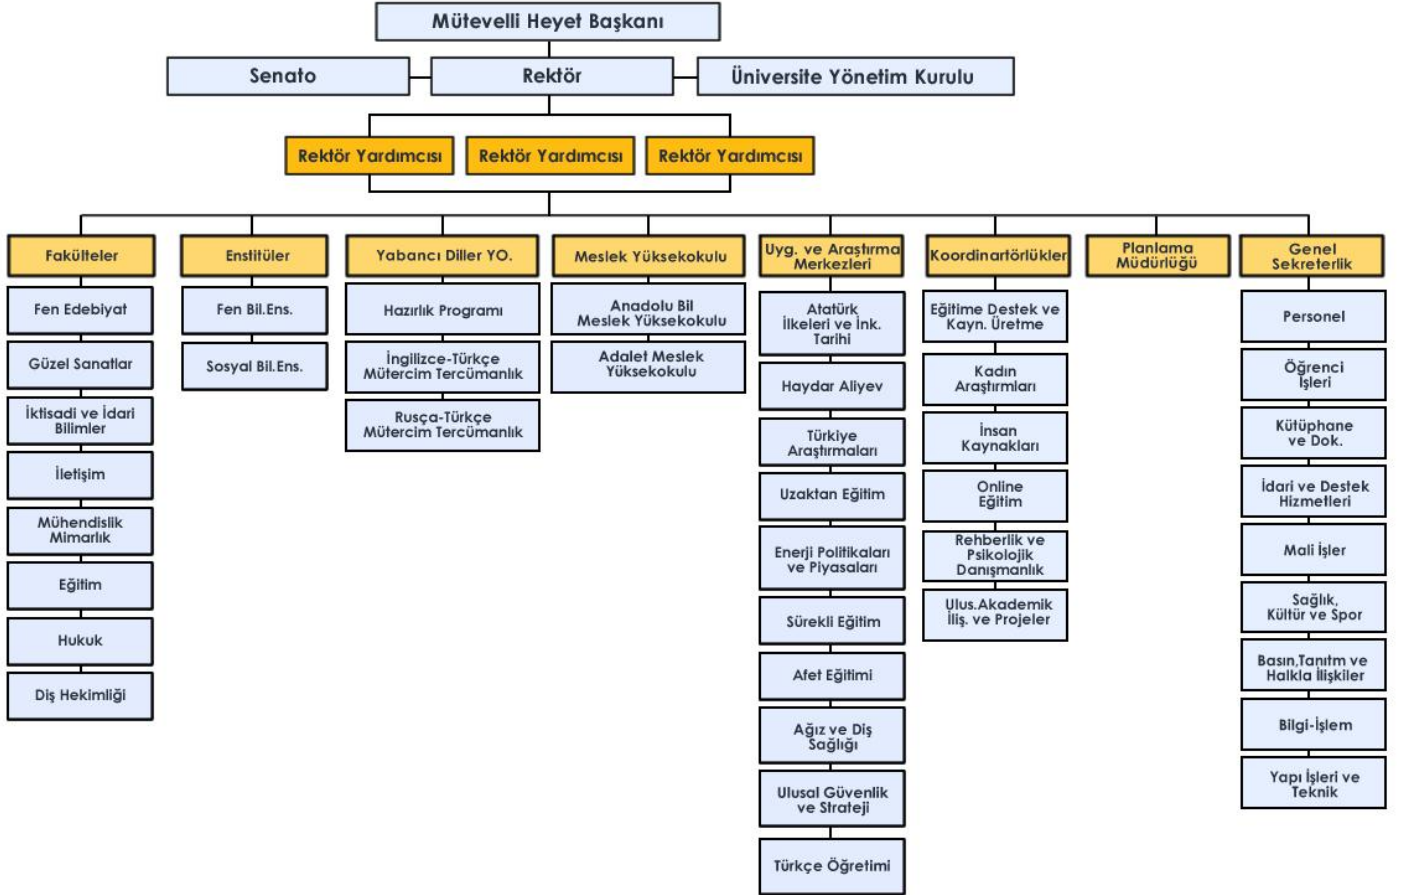 Mütevelli Heyet Başkanı
Senato
Rektör
Üniversite Yönetim Kurulu
Rektör Yardımcısı
Rektör Yardımcısı
Rektör Yardımcısı
Fakülteler
Fen Edebiyat
Güzel Sanatlar
İktisadi ve İdari
Bilimler
İletişim
Mühendislik
Mimarlık
Eğitim
Hukuk
Diş Hekimliği
Enstitüler
Fen Bil.Ens.
Sosyal Bil.Ens.
Yabancı Diller YO.
Hazırlık Programı
İngilizce-Türkçe
Mütercim Tercümanlık
Rusça-Türkçe
Mütercim Tercümanlık
Meslek Yüksekokulu
Anadolu Bil
Meslek Yüksekokulu
Adalet Meslek
Yüksekokulu
Uyg. ve Araştırma
Merkezleri
Atatürk
İlkeleri ve İnk.
Tarihi
Haydar Aliyev
Türkiye
Araştırmaları
Uzaktan Eğitim
Enerji Politikaları
ve Piyasaları
Sürekli Eğitim
Afet Eğitimi
Ağız ve Diş
Sağlığı
Ulusal Güvenlik
ve Strateji
Türkçe Öğretimi
Koordinartörlükler
Eğitime Destek ve
Kayn. Üretme
Kadın
Araştırmları
İnsan
Kaynakları
Online
Eğitim
Rehberlik ve
Psikolojik
Danışmanlık
Ulus.Akademik
İliş. ve Projeler
Planlama
Müdürlüğü
Genel
Sekreterlik
Personel
Öğrenci
İşleri
Kütüphane
ve Dok.
İdari ve Destek
Hizmetleri
Mali İşler
Sağlık,
Kültür ve Spor
Basın,Tanıtm ve
Halkla İlişkiler
Bilgi-İşlem
Yapı İşleri ve
Teknik